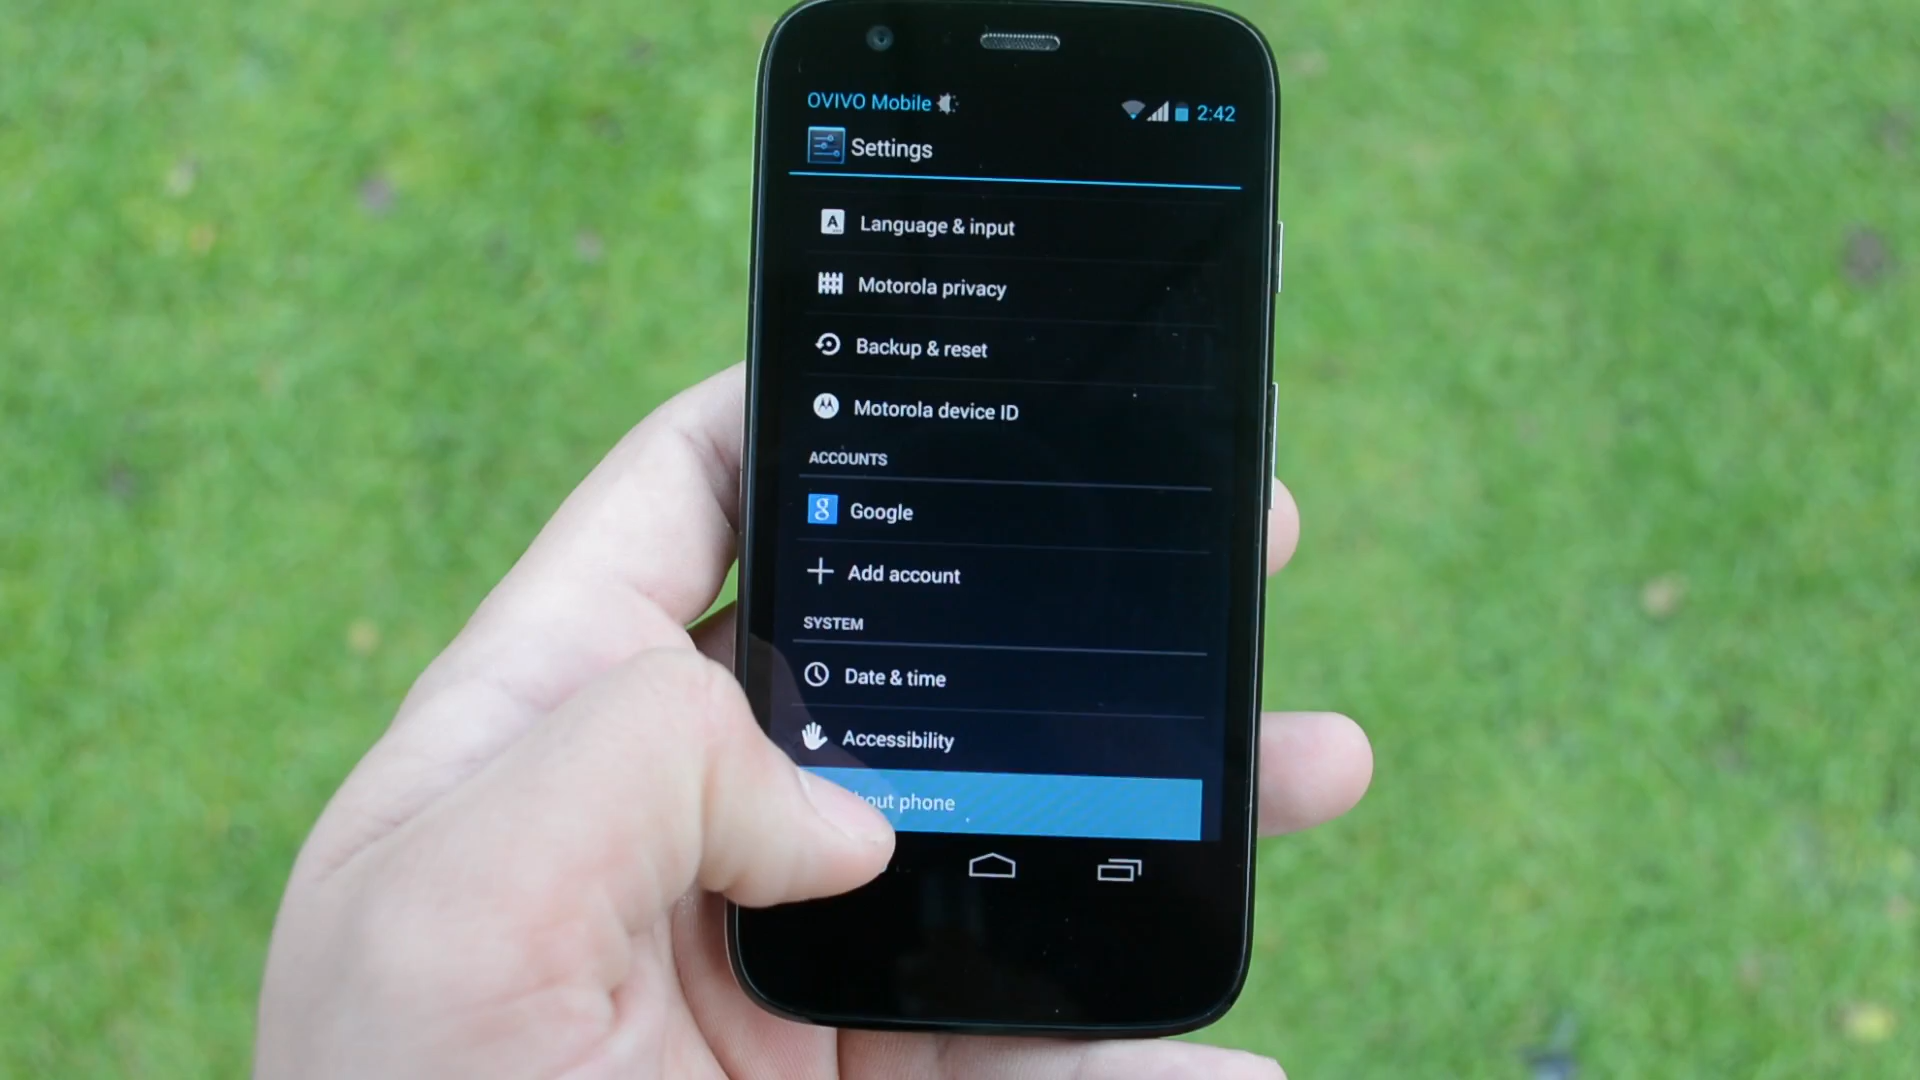 OVIVO Mobile 2:42
Settings
Language & input
Motorola privacy
Backup & reset
Motorola device ID
ACCOUNTS
Google
Add account
SYSTEM
Date & time
Accessibility
phone